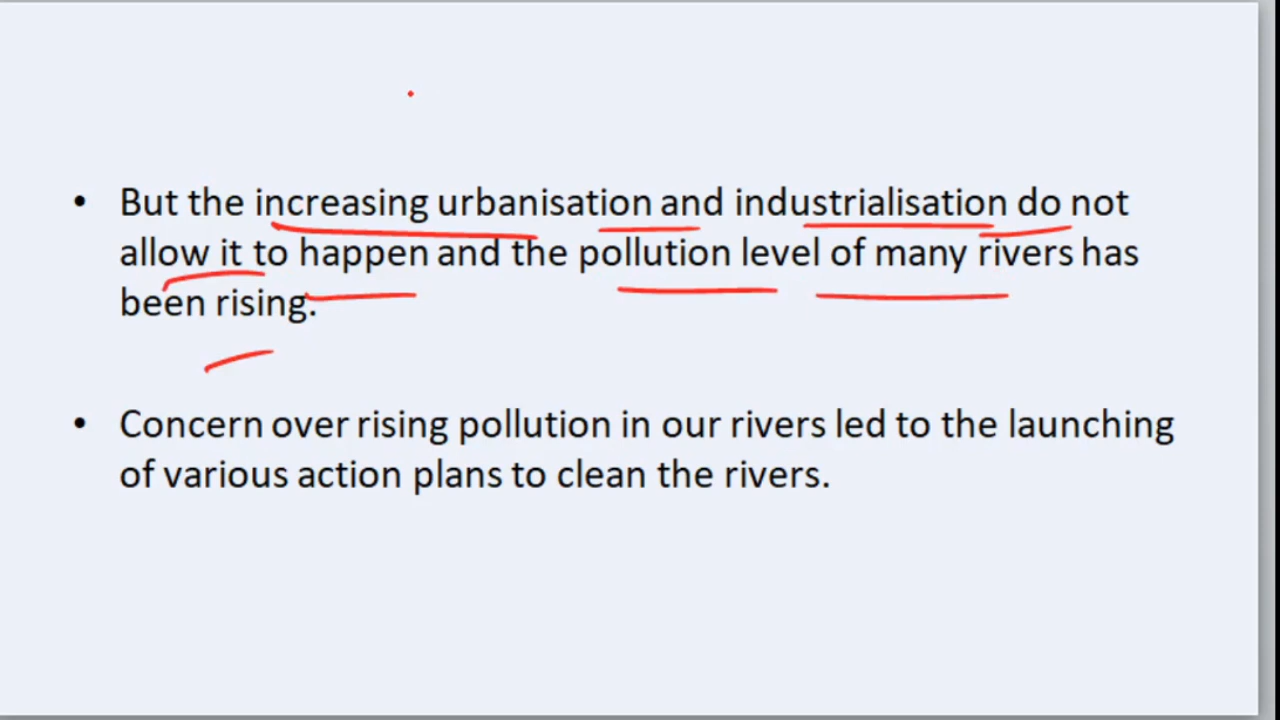 • But the increasing urbanisation and industrialisation do not
allow it to happen and the pollution level of many rivers has
been rising.
• Concern over rising pollution in our rivers led to the launching
of various action plans to clean the rivers.